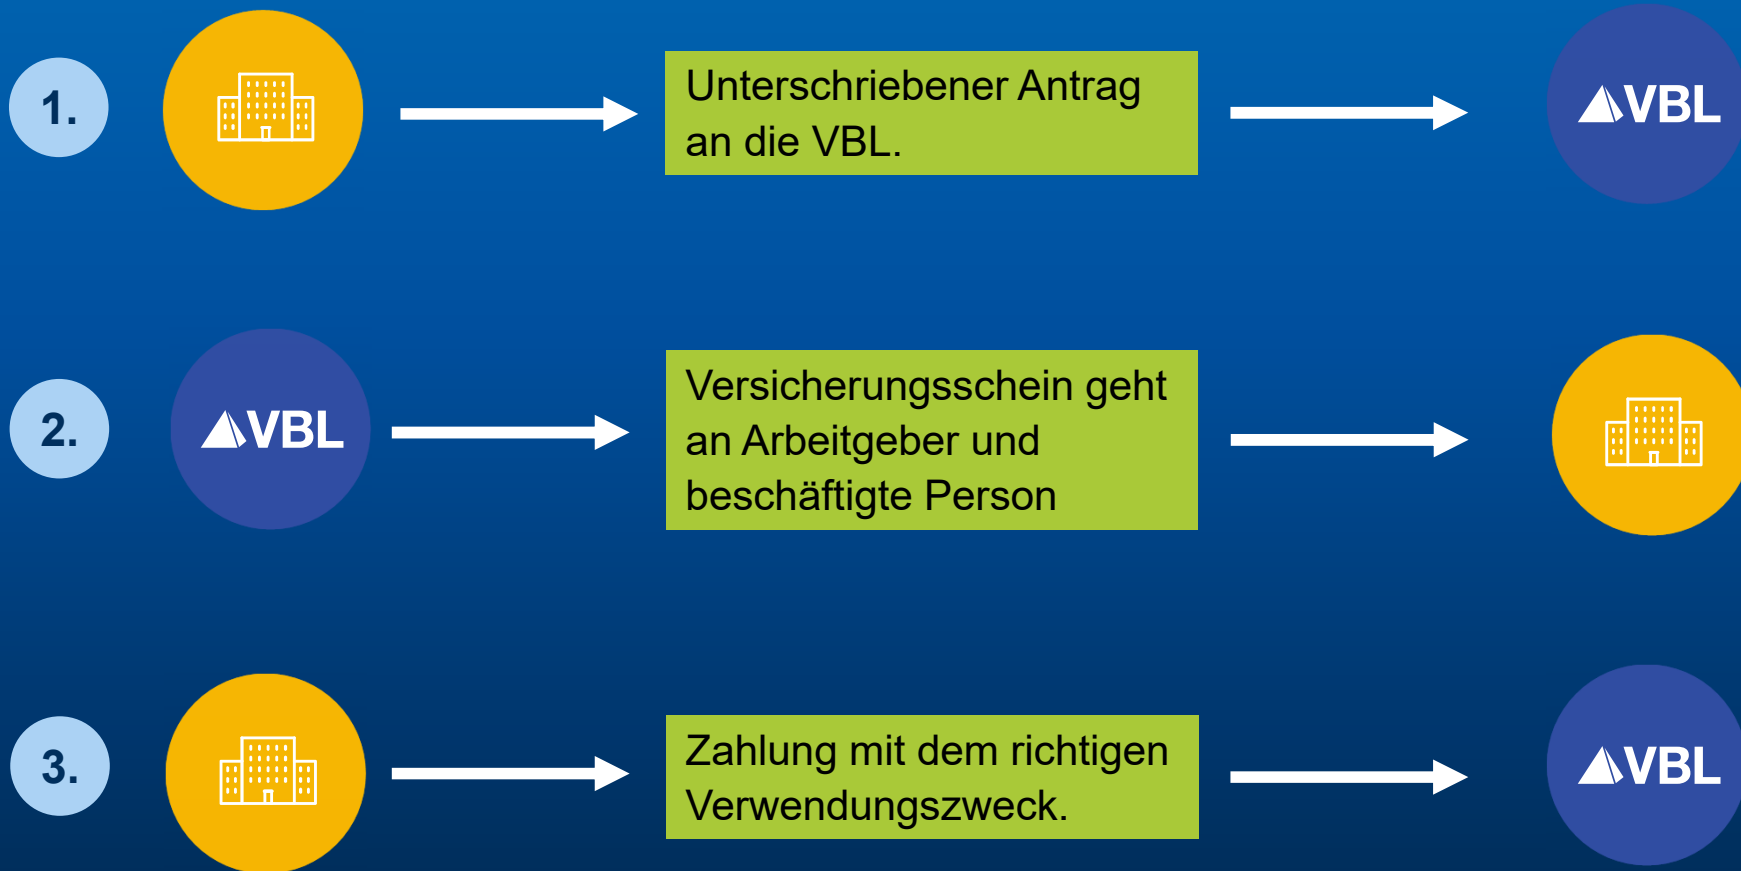 1.
Unterschriebener Antrag
an die VBL.
VBL
2.
VBL
Versicherungsschein geht
an Arbeitgeber und
beschäftigte Person
3.
Zahlung mit dem richtigen
Verwendungszweck.
VBL